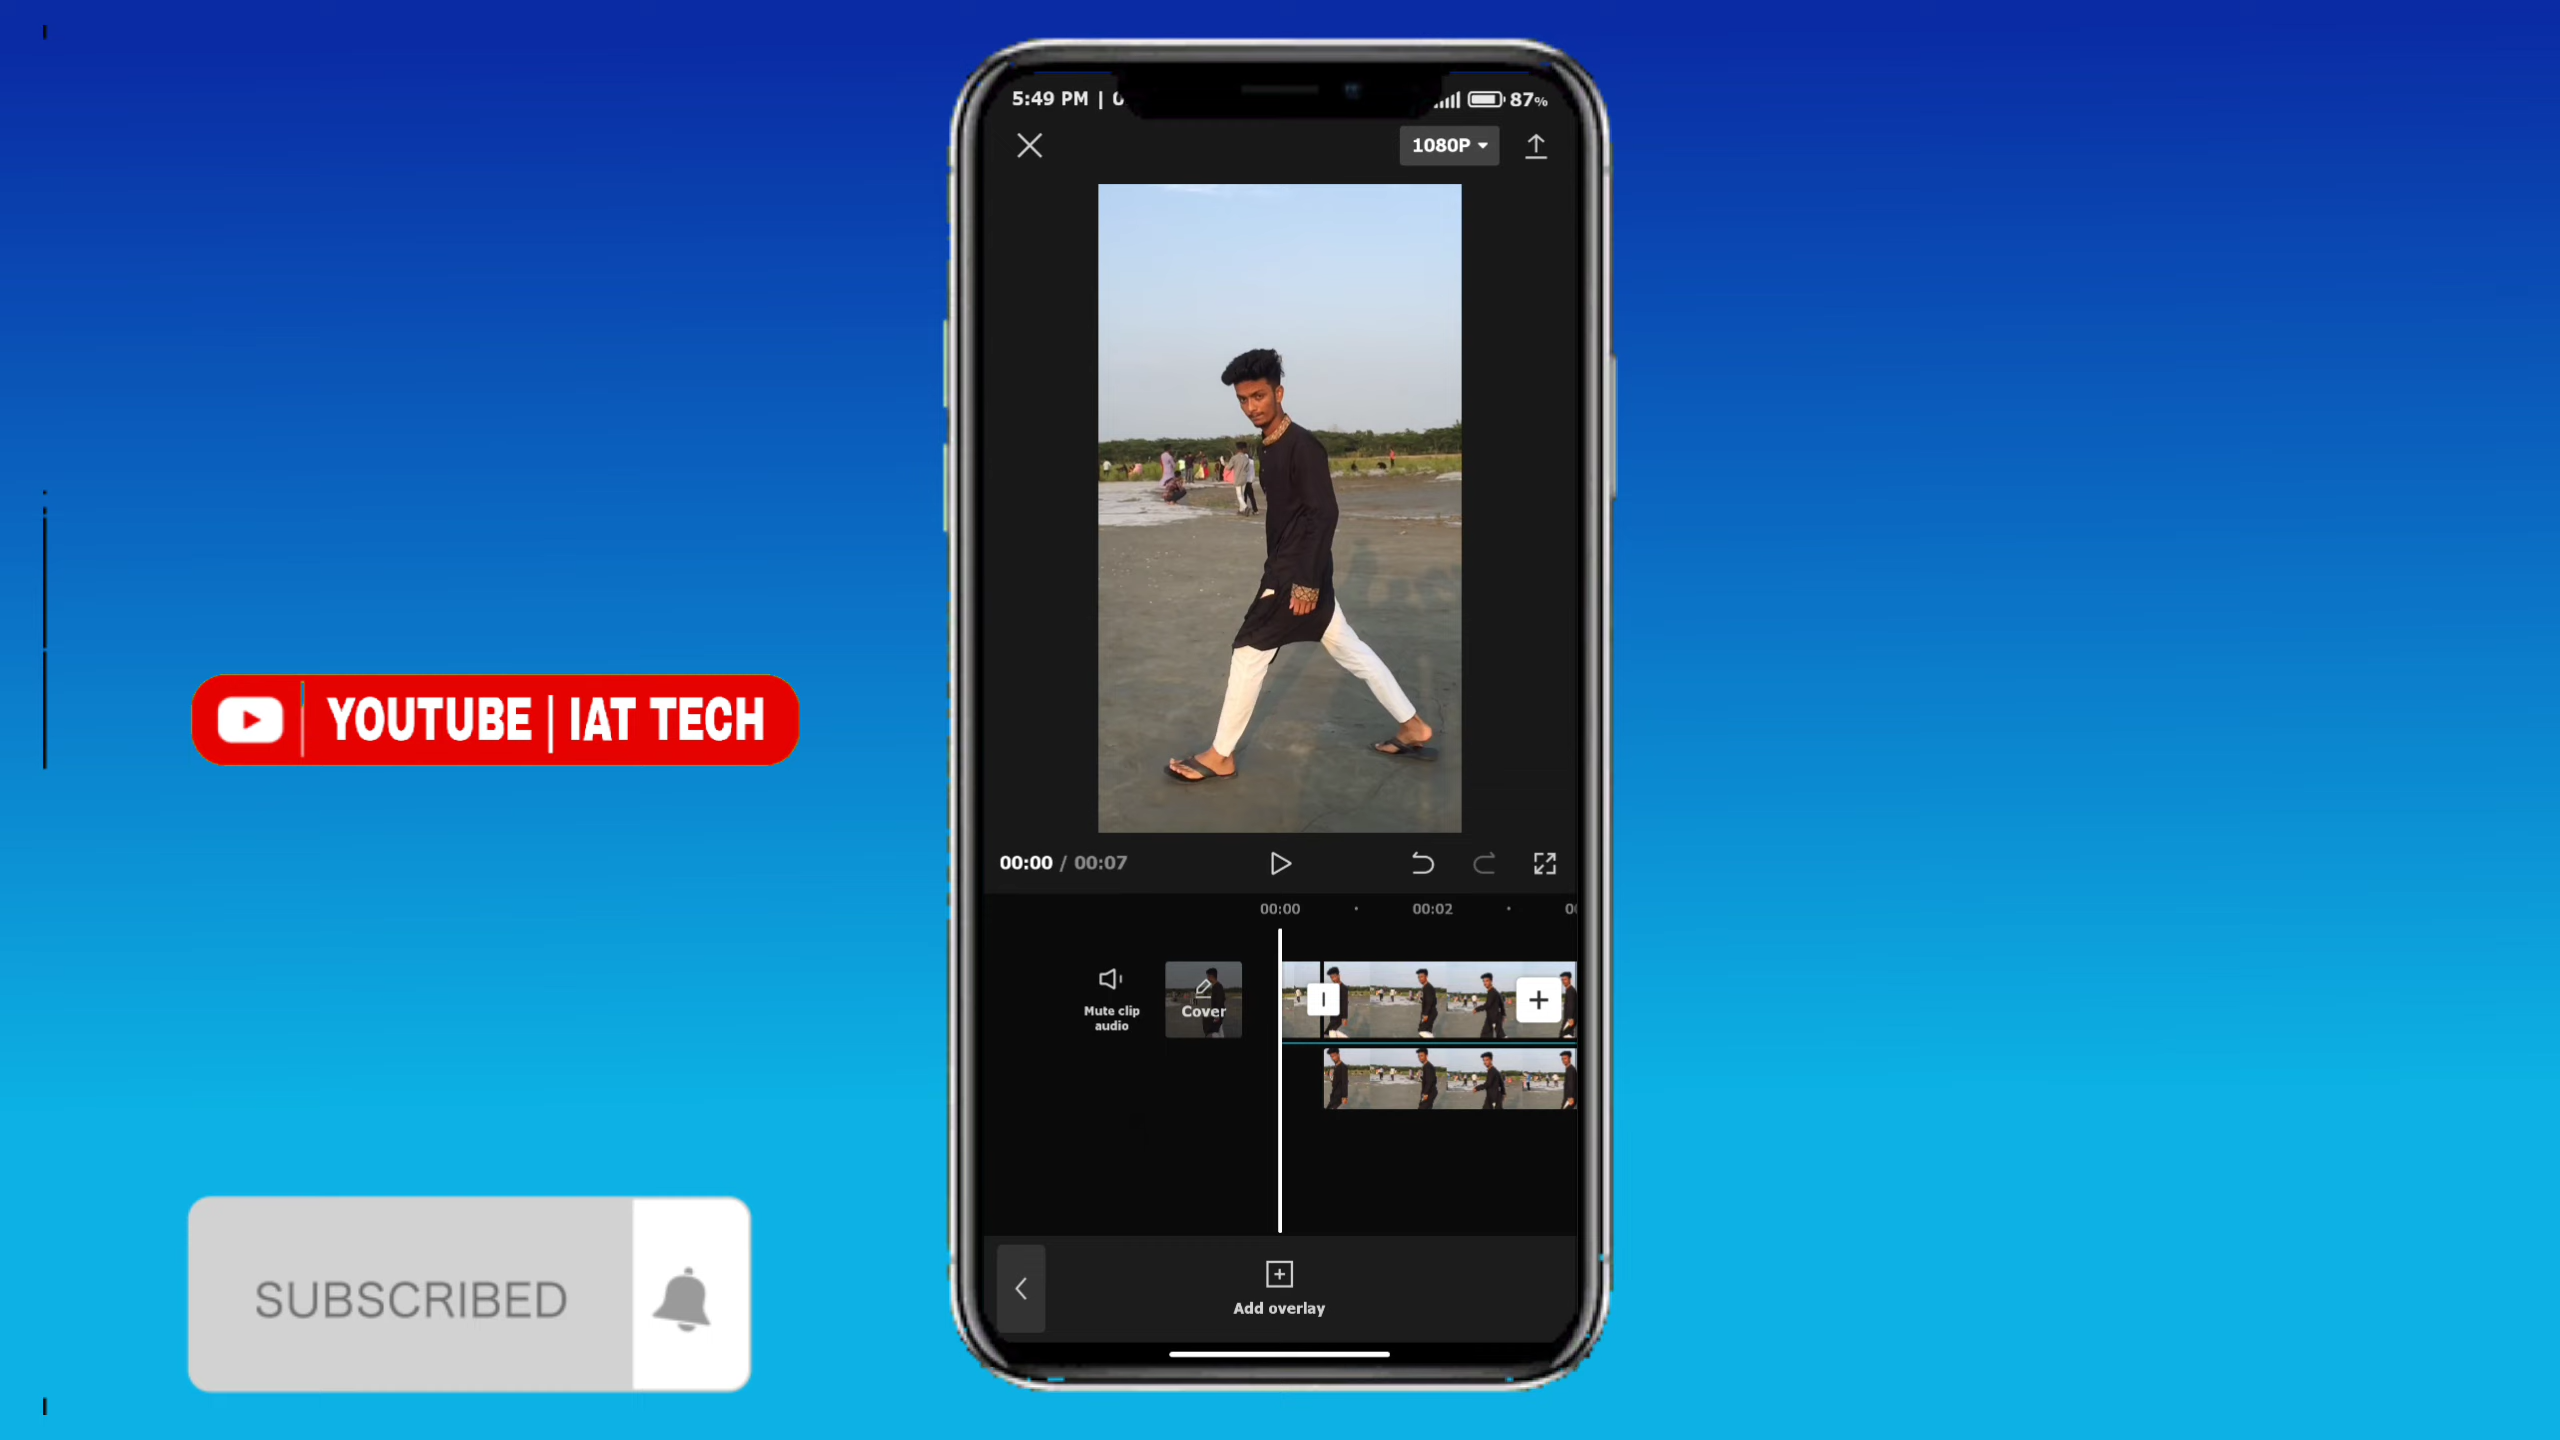 5:49 PM | 0
87%
1080P
00:00 / 00:07
00:00
00:02
Mute clip
audio
Cover
Add overlay
YOUTUBE | IAT TECH
SUBSCRIBED